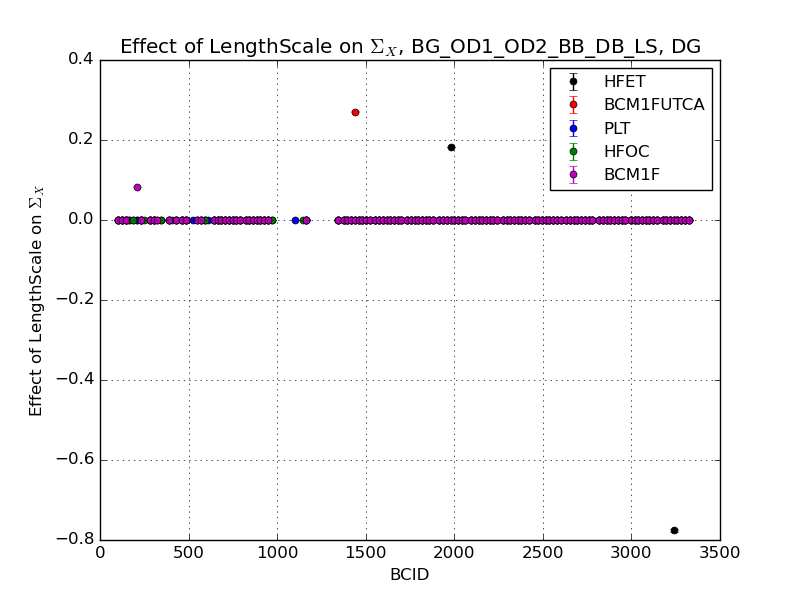 Effect of LengthScale on Σ_X, BG_OD1_OD2_BB_DB_LS, DG
Effect of LengthScale on Σ_X
0.4
0.2
0.0
−0.2
−0.4
−0.6
−0.8
HFET
BCM1FUTCA
PLT
HFOC
BCM1F
0 500 1000 1500 2000 2500 3000 3500
BCID